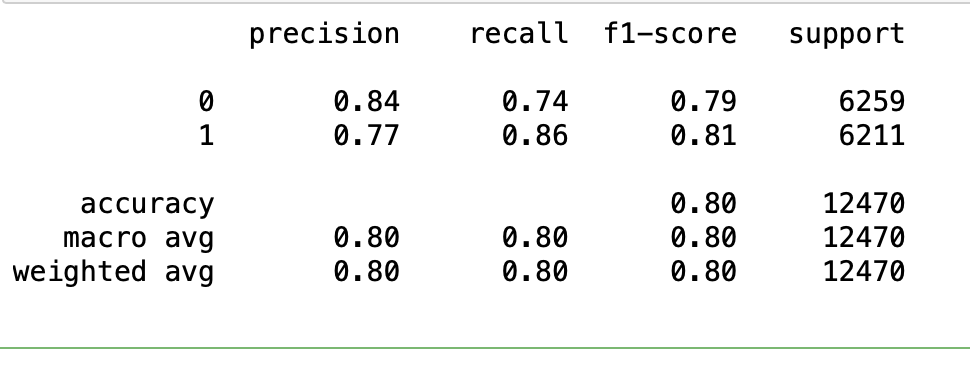 precision recall f1-score support
0 0.84 0.74 0.79 6259
1 0.77 0.86 0.81 6211
accuracy 0.80 12470
macro avg 0.80 0.80 0.80 12470
weighted avg 0.80 0.80 0.80 12470